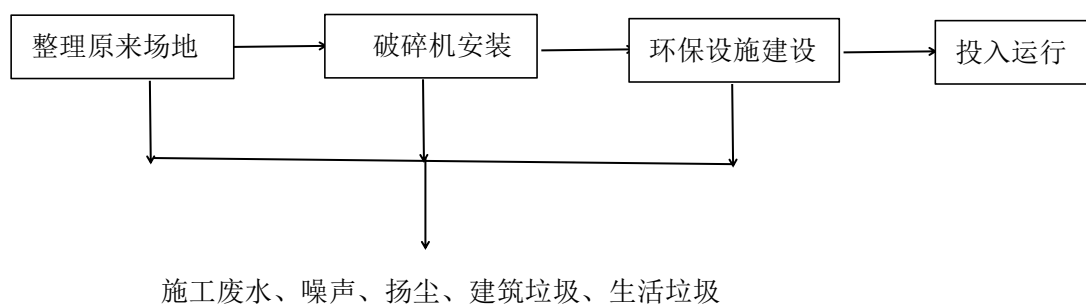 整理原来场地
破碎机安装
环保设施建设
投入运行
施工废水、噪声、扬尘、建筑垃圾、生活垃圾